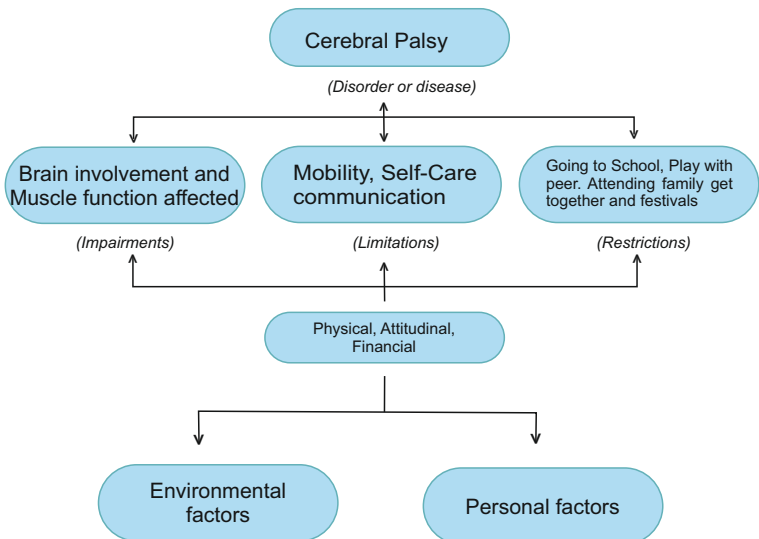 Cerebral Palsy
(Disorder or disease)
Brain involvement and
Muscle function affected
(Impairments)
Mobility, Self-Care
communication
(Limitations)
Going to School, Play with
peer. Attending family get
together and festivals
(Restrictions)
Physical, Attitudinal,
Financial
Environmental
factors
Personal factors